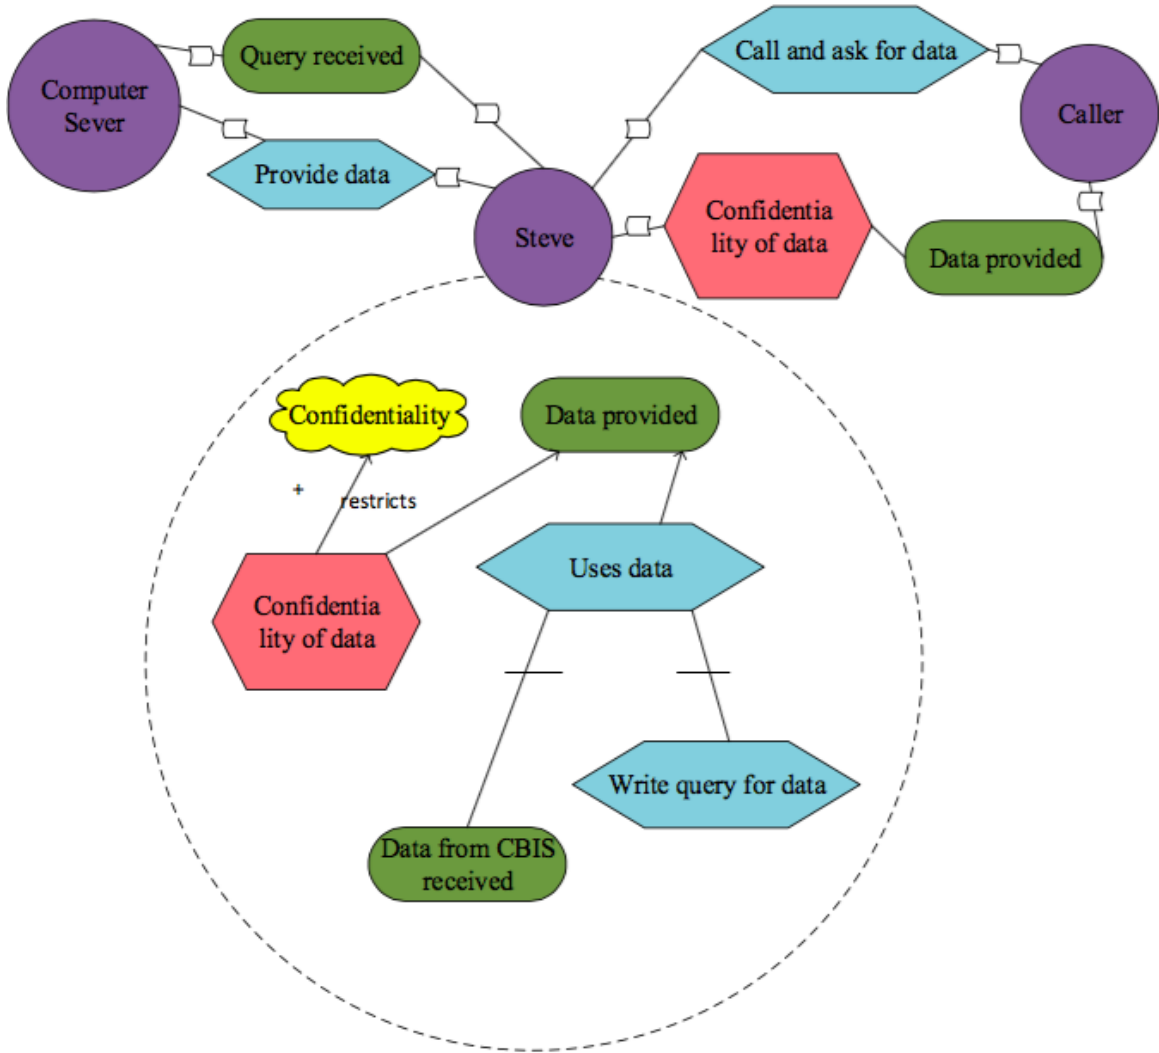 Query received
Computer
Sever
Provide data
Call and ask for data
Caller
Steve
Confidentia
lity of data
Data provided
Confidentiality
Data provided
+
restricts
Uses data
Confidentia
lity of data
Write query for data
Data from CBIS
received